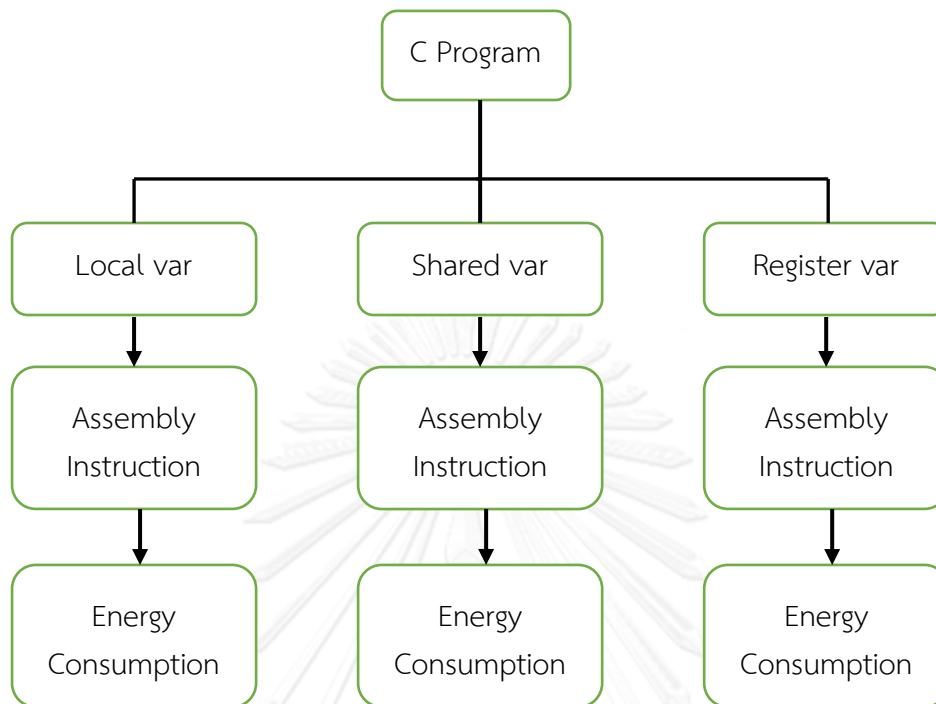 C Program
Local var
Shared var
Register var
Assembly
Instruction
Assembly
Instruction
Assembly
Instruction
Energy
Consumption
Energy
Consumption
Energy
Consumption